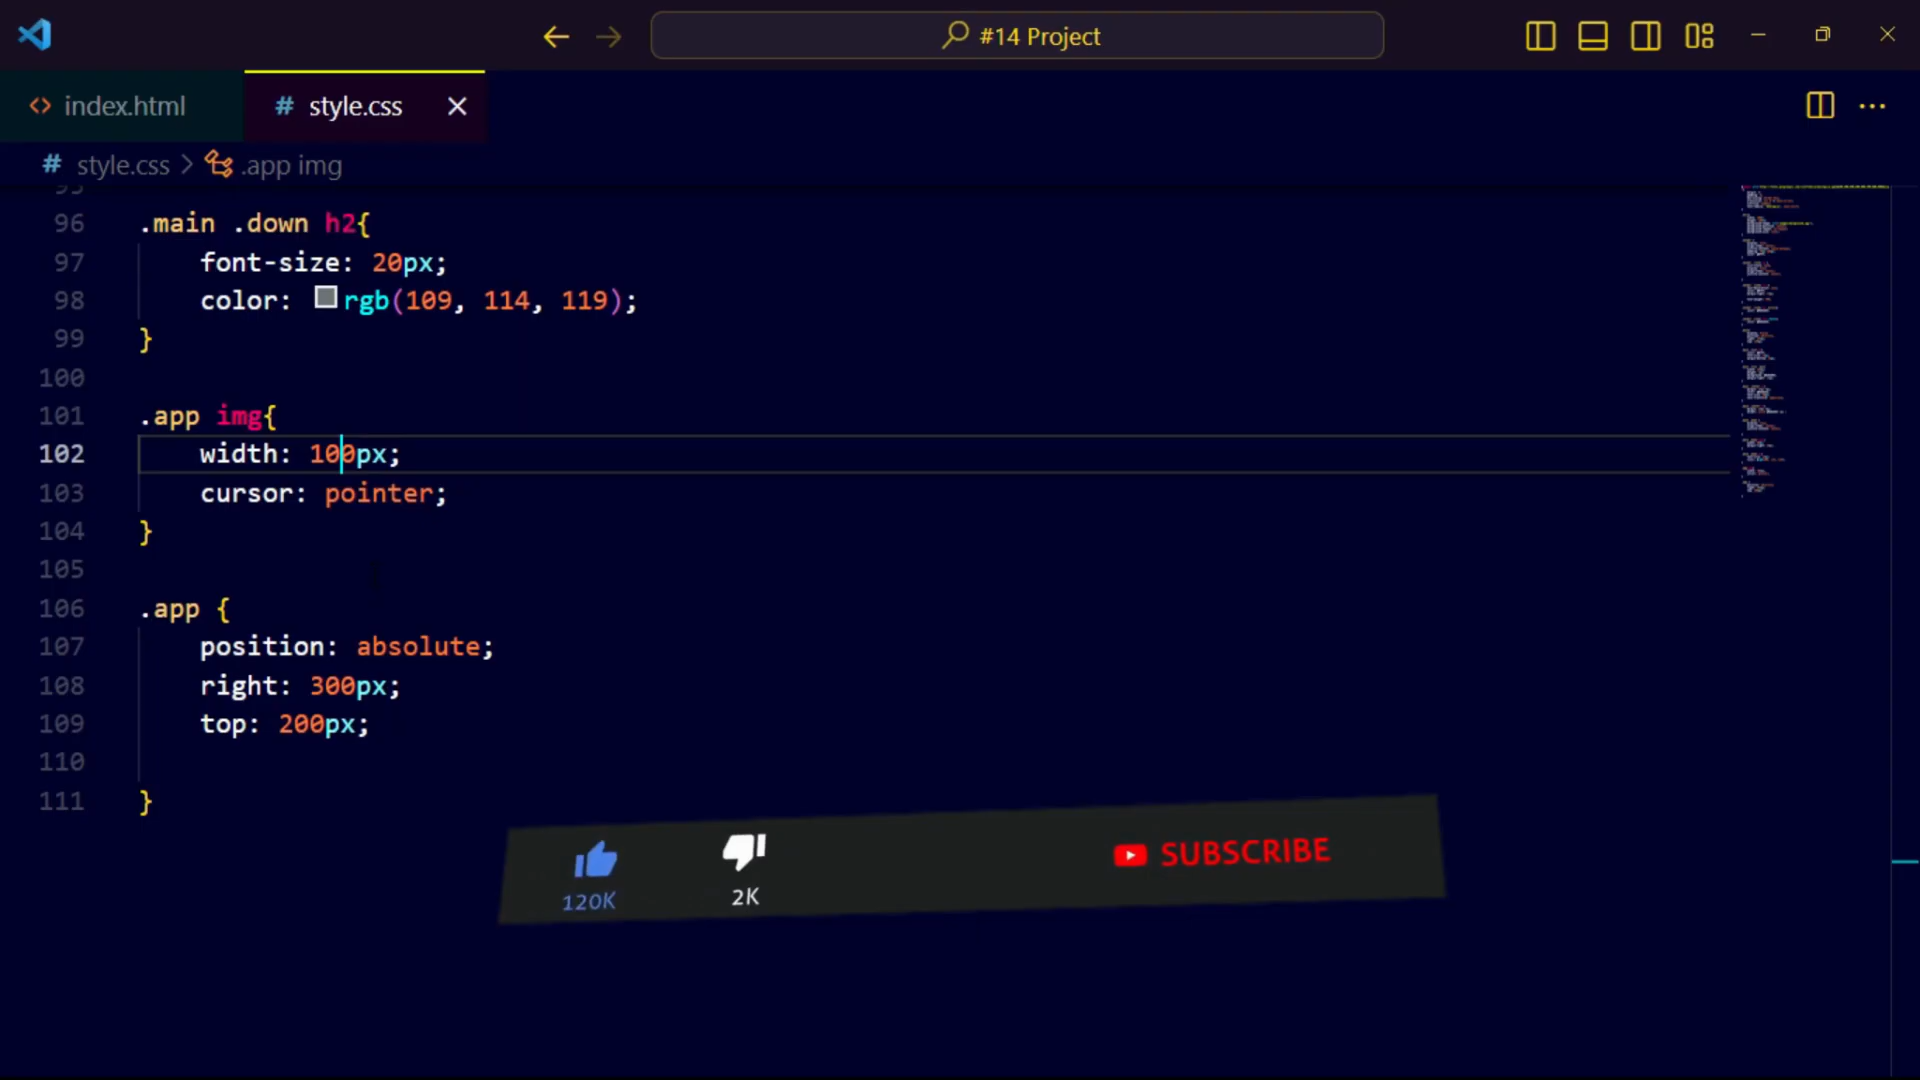 #14 Project
<> index.html
# style.css
# style.css > .app img
95
96 .main .down h2{
97 font-size: 20px;
98 color: rgb(109, 114, 119);
99 }
100
101 .app img{
102 width: 100px;
103 cursor: pointer;
104 }
105
106 .app {
107 position: absolute;
108 right: 300px;
109 top: 200px;
110
111 }
120K
2K
SUBSCRIBE